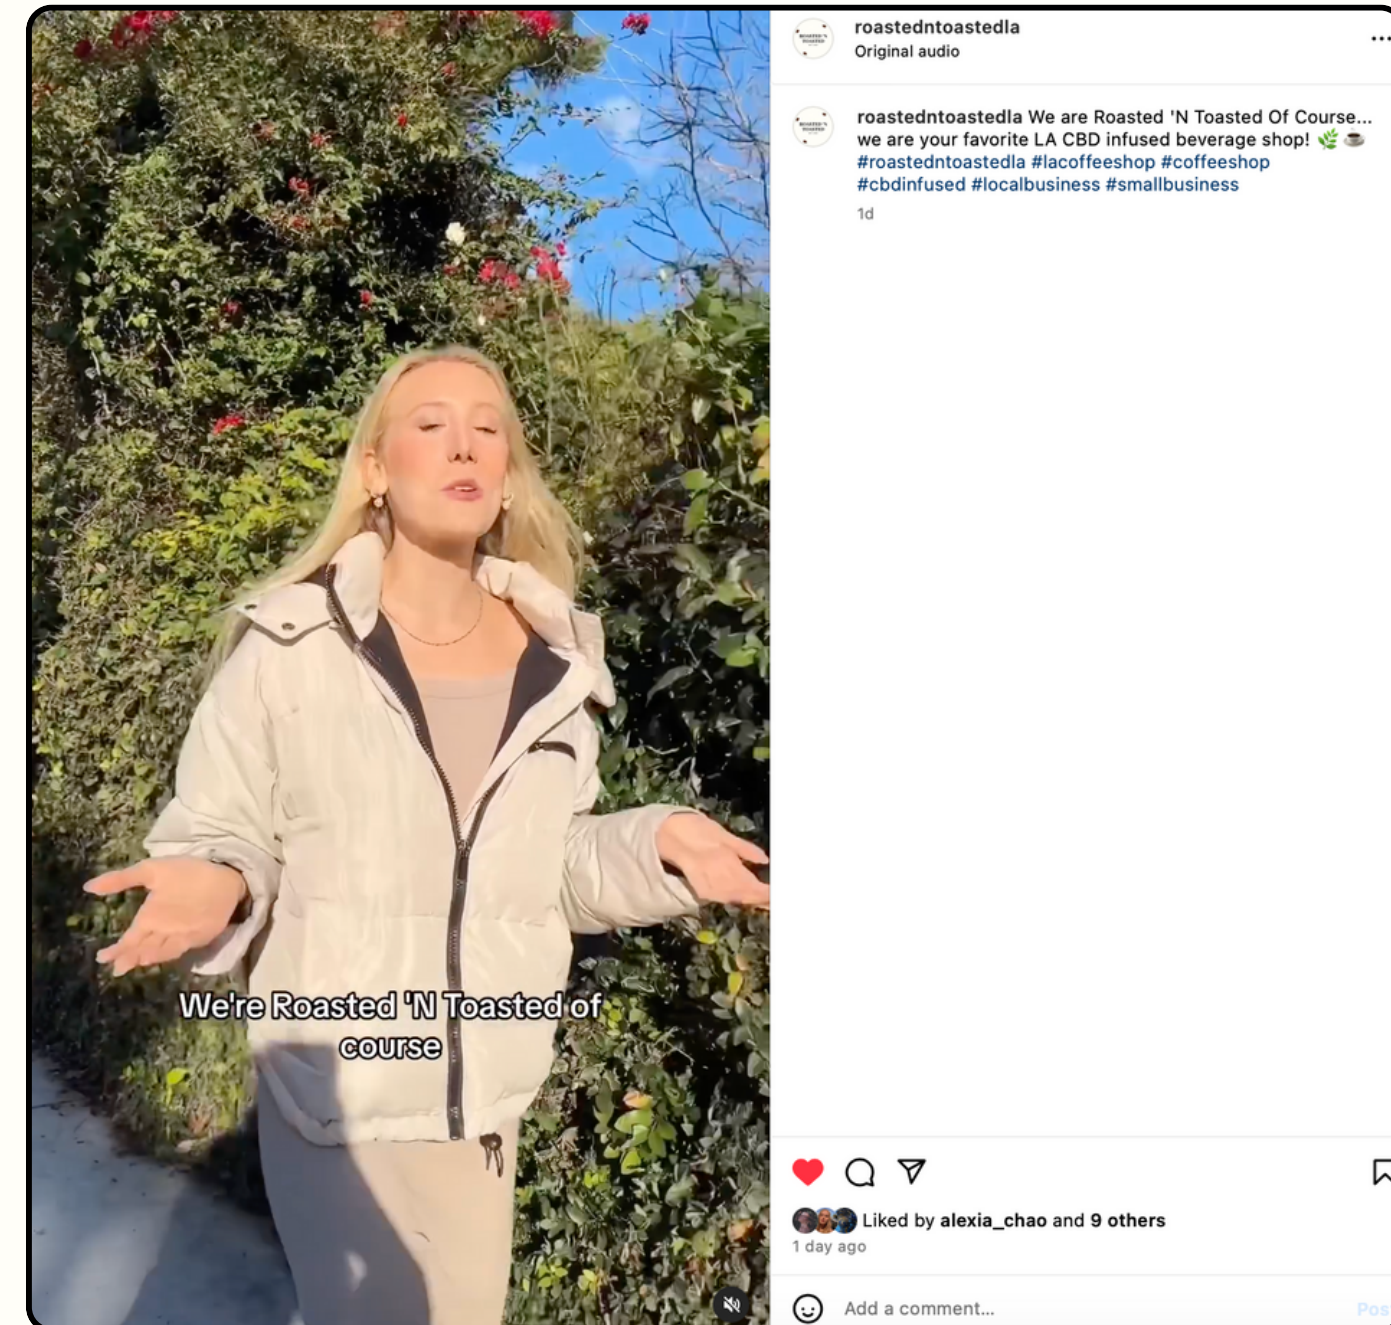 roastedntoastedla
Original audio
roastedntoastedla We are Roasted 'N Toasted Of Course...
we are your favorite LA CBD infused beverage shop! 🌿☕
#roastedntoastedla #lacoffeeshop #coffeeshop
#cbdinfused #localbusiness #smallbusiness
1d
We're Roasted 'N Toasted of
course
Liked by alexia_chao and 9 others
1 day ago
Add a comment...